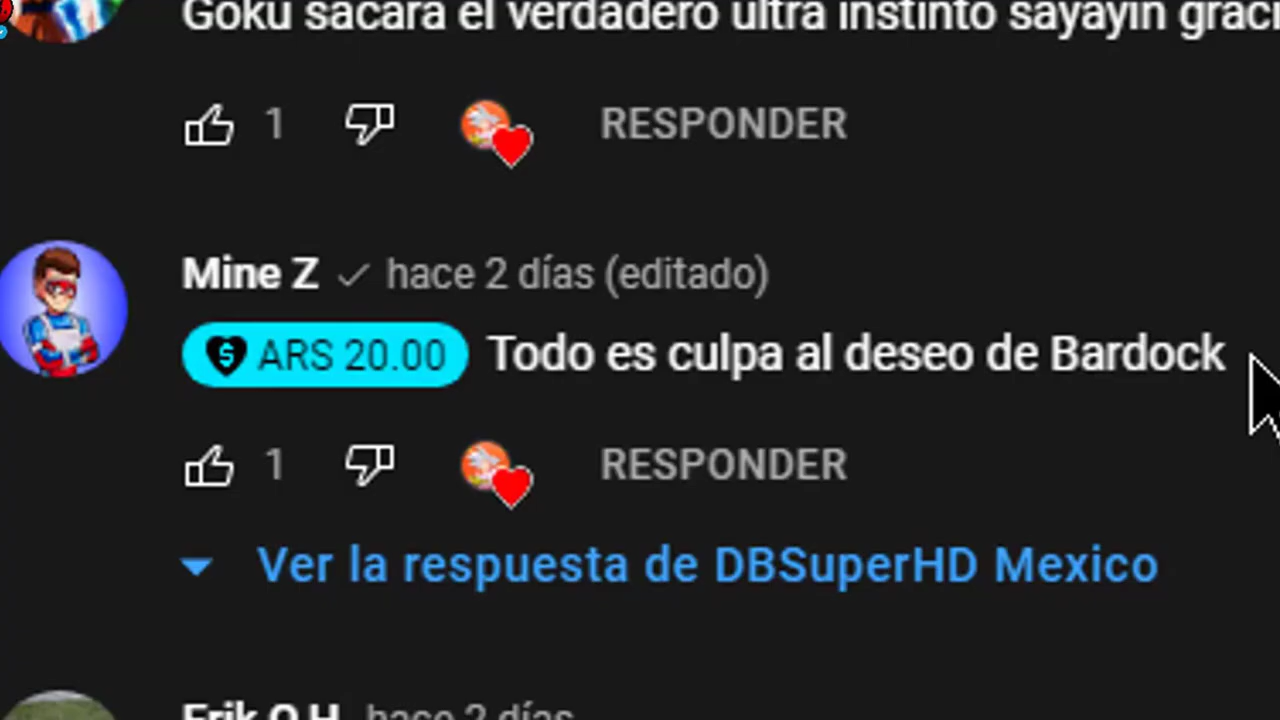 Goku sacara el verdadero ultra instinto sayayin graci
1 RESPONDER
Mine Z hace 2 días (editado)
$ ARS 20.00 Todo es culpa al deseo de Bardock
1 RESPONDER
Ver la respuesta de DBSuperHD Mexico
Erik O H hace 2 días